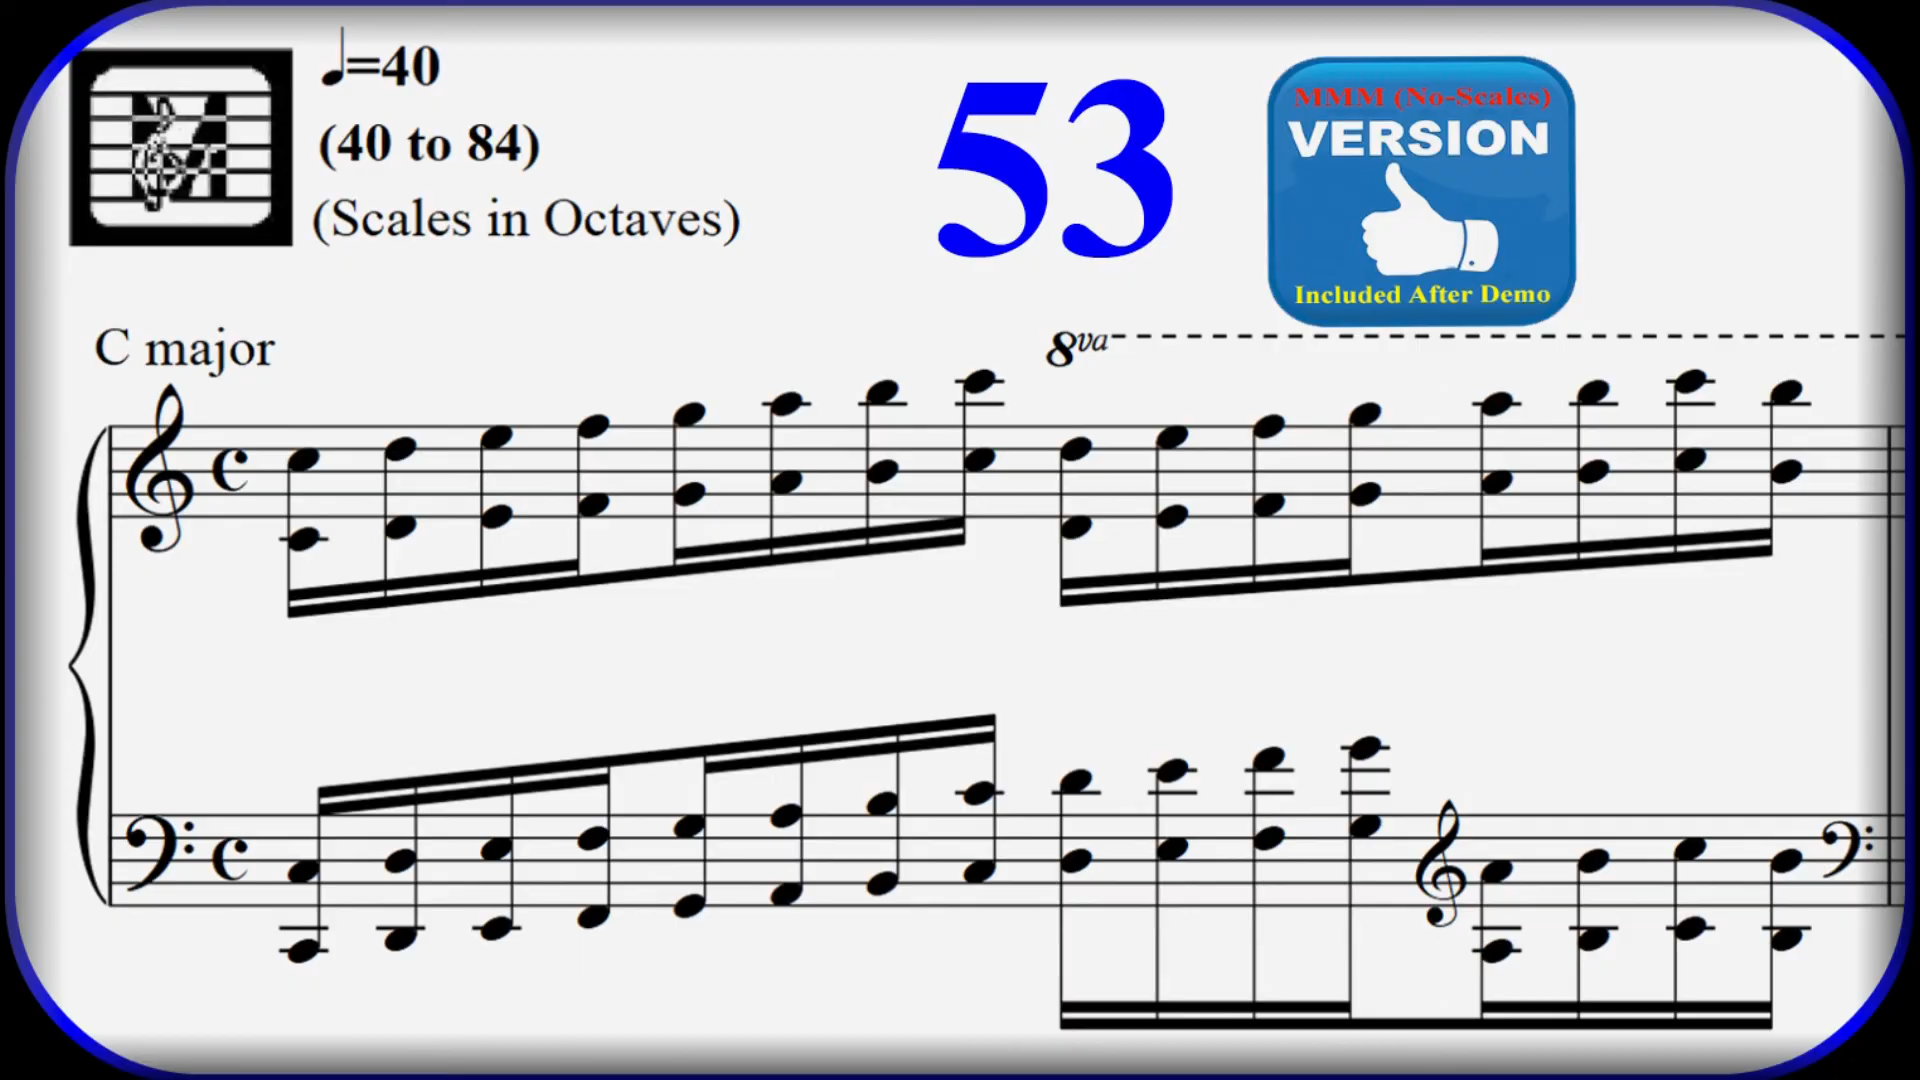 ♩=40
(40 to 84)
(Scales in Octaves)
53
MMM (No-Scales)
VERSION
Included After Demo
C major
8va